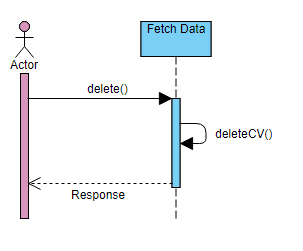 Fetch Data
Actor
delete()
deleteCV()
Response